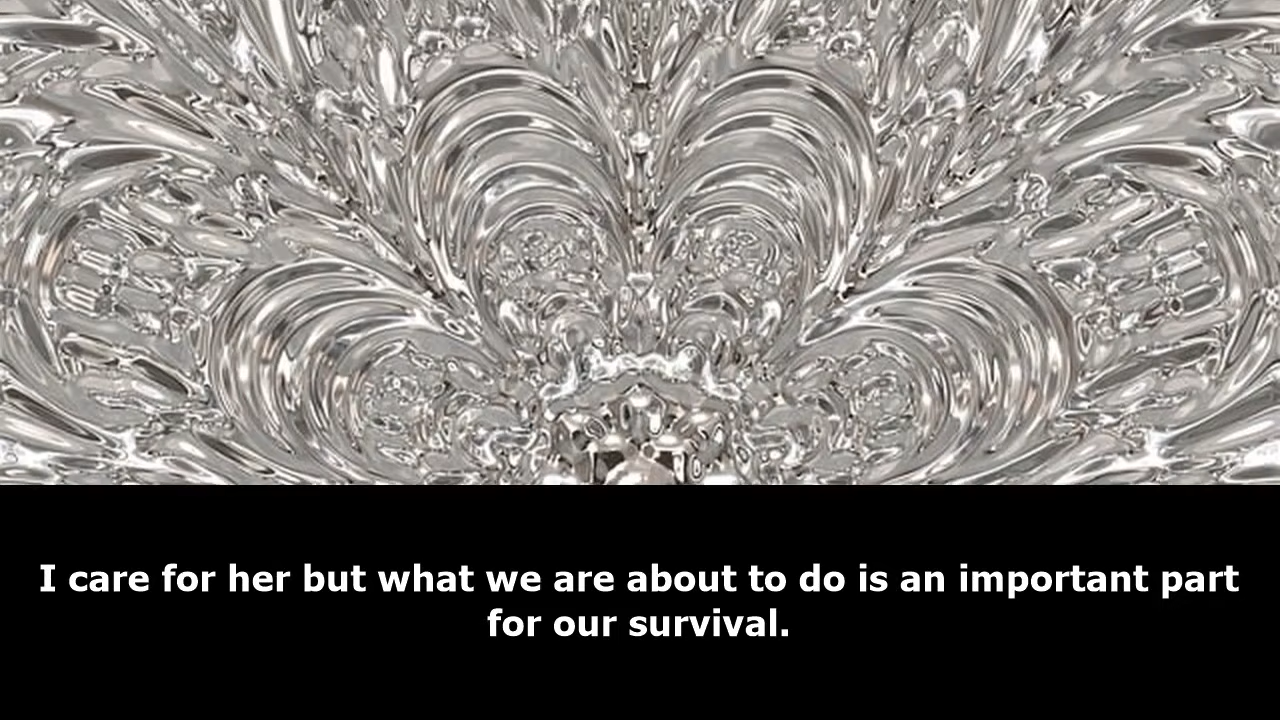 I care for her but what we are about to do is an important part
for our survival.